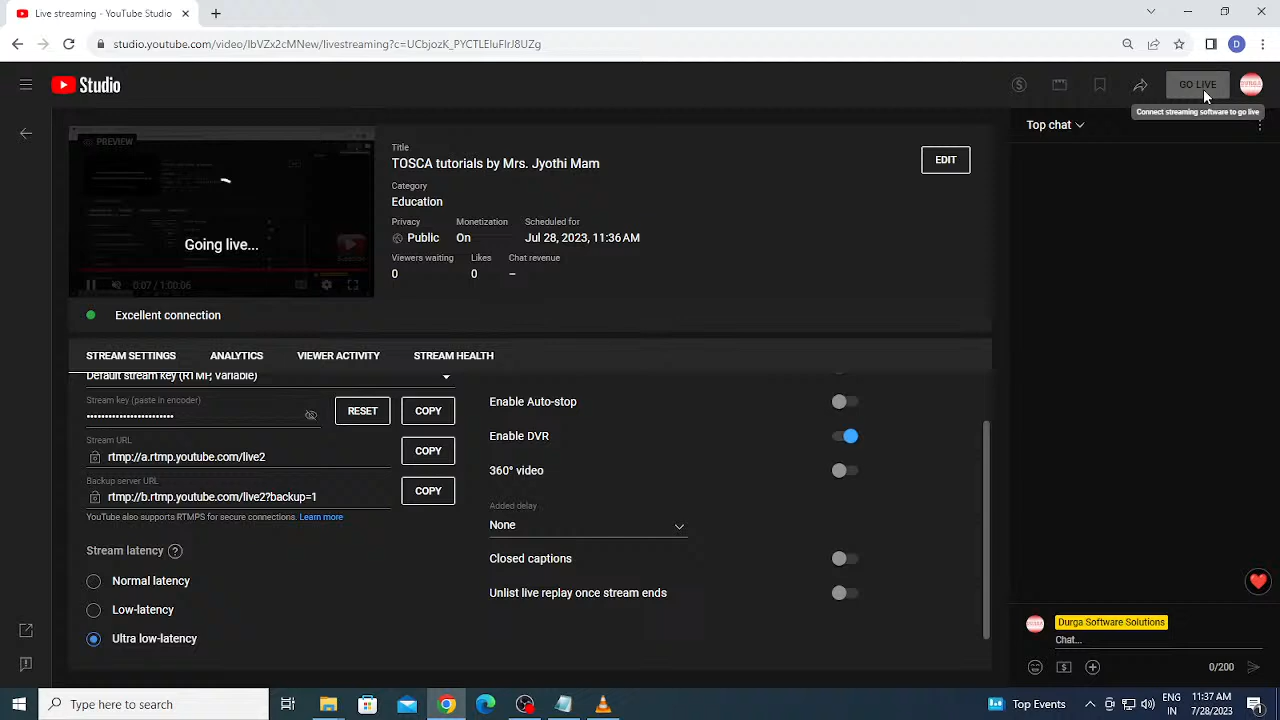 Live streaming - YouTube Studio
studio.youtube.com/video/lbVZx2cMNew/livestreaming?c=UCbjozK_PYCTLEIuFIrJ8UZg
D
Studio
GO LIVE
Connect streaming software to go live
Top chat
PREVIEW
Going live...
0:07 / 1:00:06
Title
TOSCA tutorials by Mrs. Jyothi Mam
EDIT
Category
Education
Privacy Monetization Scheduled for
Public On Jul 28, 2023, 11:36 AM
Viewers waiting Likes Chat revenue
0 0 –
Excellent connection
STREAM SETTINGS ANALYTICS VIEWER ACTIVITY STREAM HEALTH
Default stream key (RTMP, Variable)
Stream key (paste in encoder)
•••••••••••••••••••••••• RESET COPY
Stream URL
rtmp://a.rtmp.youtube.com/live2 COPY
Backup server URL
rtmp://b.rtmp.youtube.com/live2?backup=1 COPY
YouTube also supports RTMPS for secure connections. Learn more
Stream latency ?
Normal latency
Low-latency
Ultra low-latency
Enable Auto-stop
Enable DVR
360° video
Added delay
None
Closed captions
Unlist live replay once stream ends
Durga Software Solutions
Chat...
0/200
Type here to search
Top Events
ENG
IN
11:37 AM
7/28/2023
1